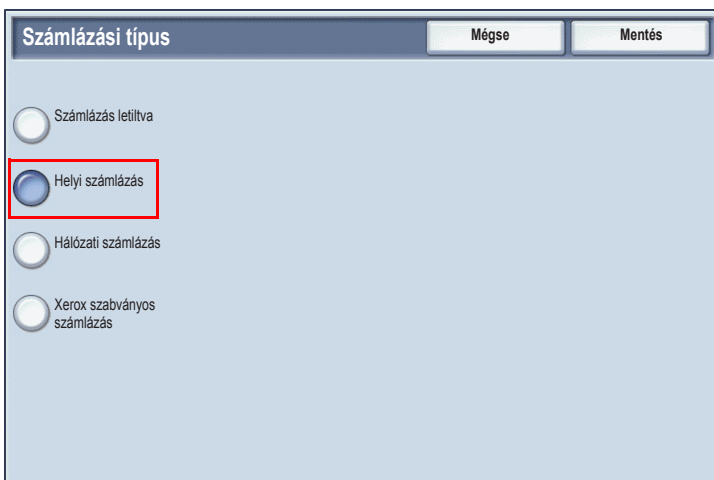 Számlázási típus
Mégse
Mentés
Számlázás letiltva
Helyi számlázás
Hálózati számlázás
Xerox szabványos
számlázás